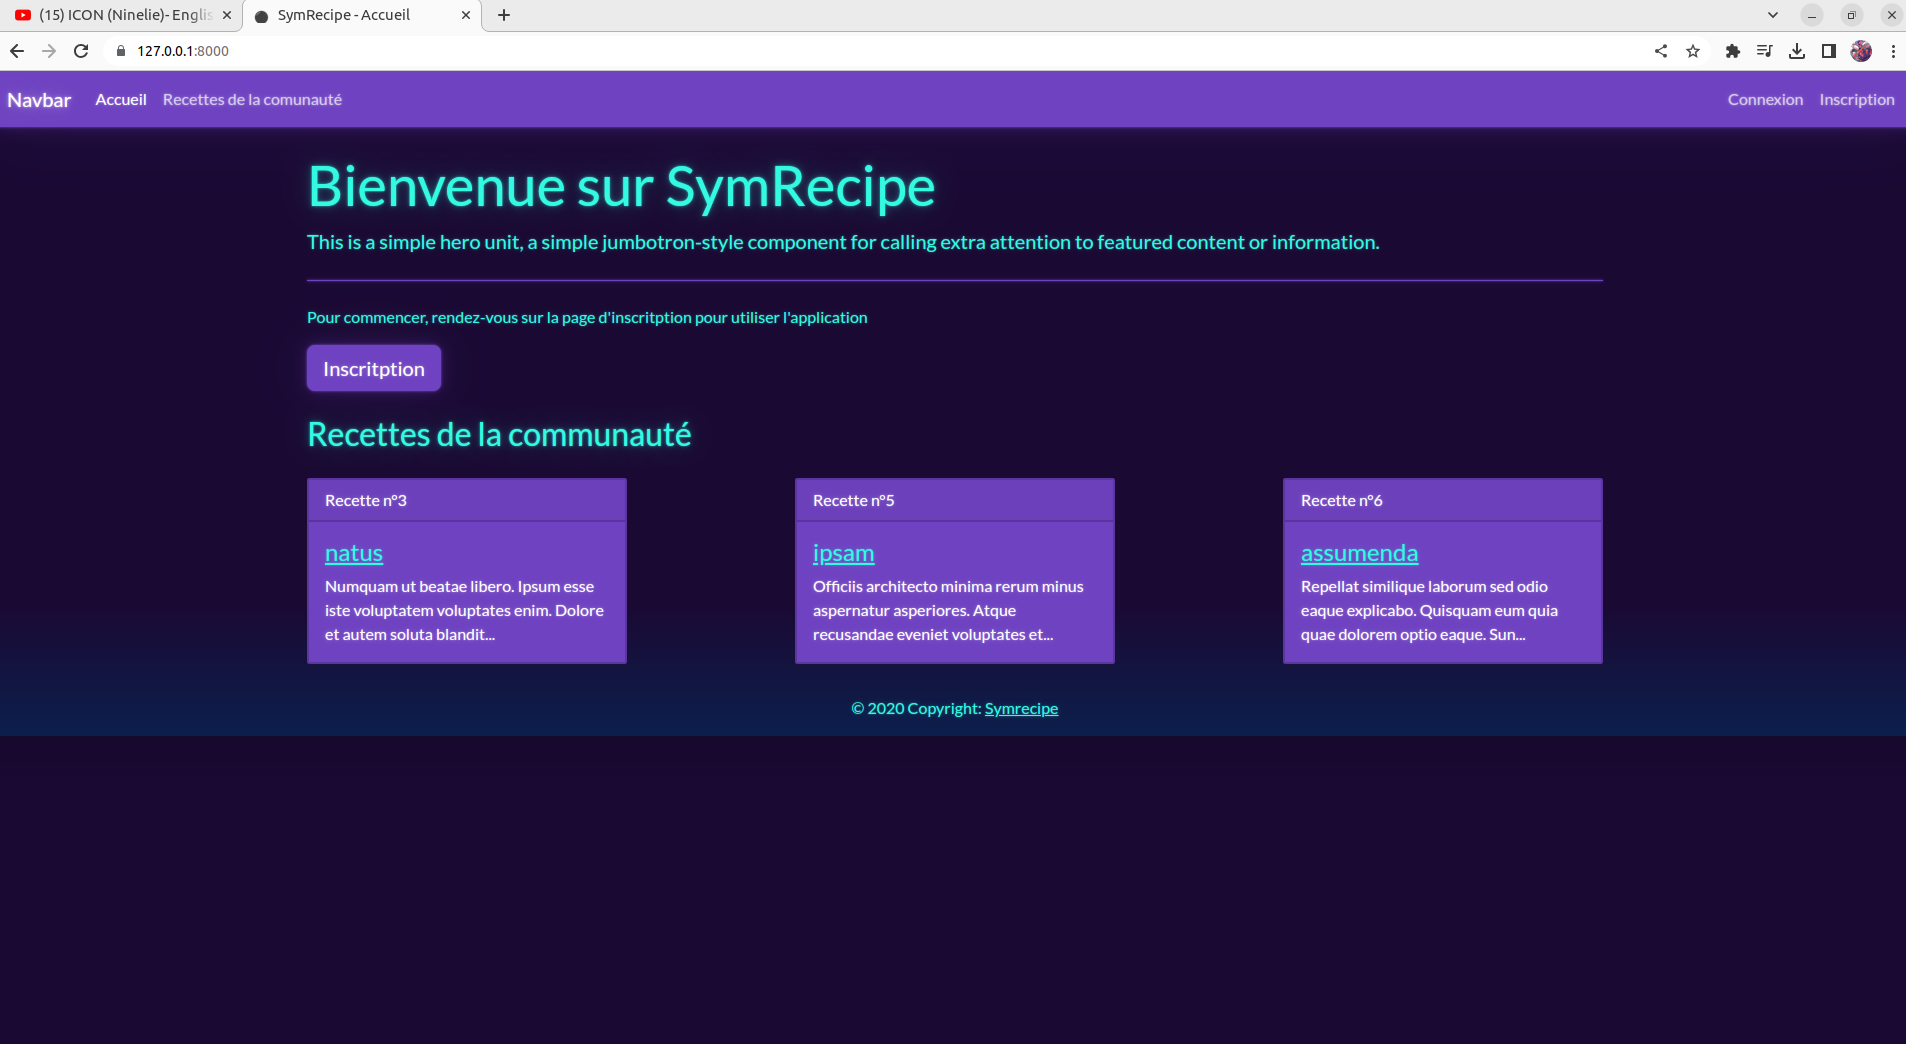 (15) ICON (Ninelie)- Englis
SymRecipe - Accueil
127.0.0.1:8000
Navbar Accueil Recettes de la comunauté Connexion Inscription
Bienvenue sur SymRecipe
This is a simple hero unit, a simple jumbotron-style component for calling extra attention to featured content or information.
Pour commencer, rendez-vous sur la page d'inscritption pour utiliser l'application
Inscritption
Recettes de la communauté
Recette n°3
natus
Numquam ut beatae libero. Ipsum esse
iste voluptatem voluptates enim. Dolore
et autem soluta blandit...
Recette n°5
ipsam
Officiis architecto minima rerum minus
aspernatur asperiores. Atque
recusandae eveniet voluptates et...
Recette n°6
assumenda
Repellat similique laborum sed odio
eaque explicabo. Quisquam eum quia
quae dolorem optio eaque. Sun...
© 2020 Copyright: Symrecipe